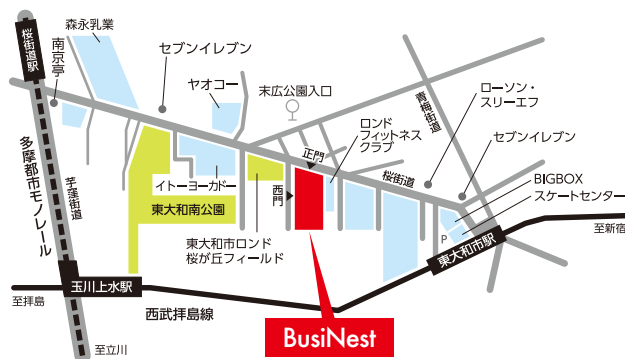 森永乳業
桜街道駅
南京亭
セブンイレブン
ヤオコー
末広公園入口
青梅街道
ローソン・
スリーエフ
ロンド
フィットネス
クラブ
正門
セブンイレブン
桜街道
BIGBOX
スケートセンター
イトーヨーカドー
西門
多摩都市モノレール
芋窪街道
東大和南公園
東大和市ロンド
桜が丘フィールド
P
東大和市駅
至新宿
玉川上水駅
至拝島
西武拝島線
BusiNest
至立川